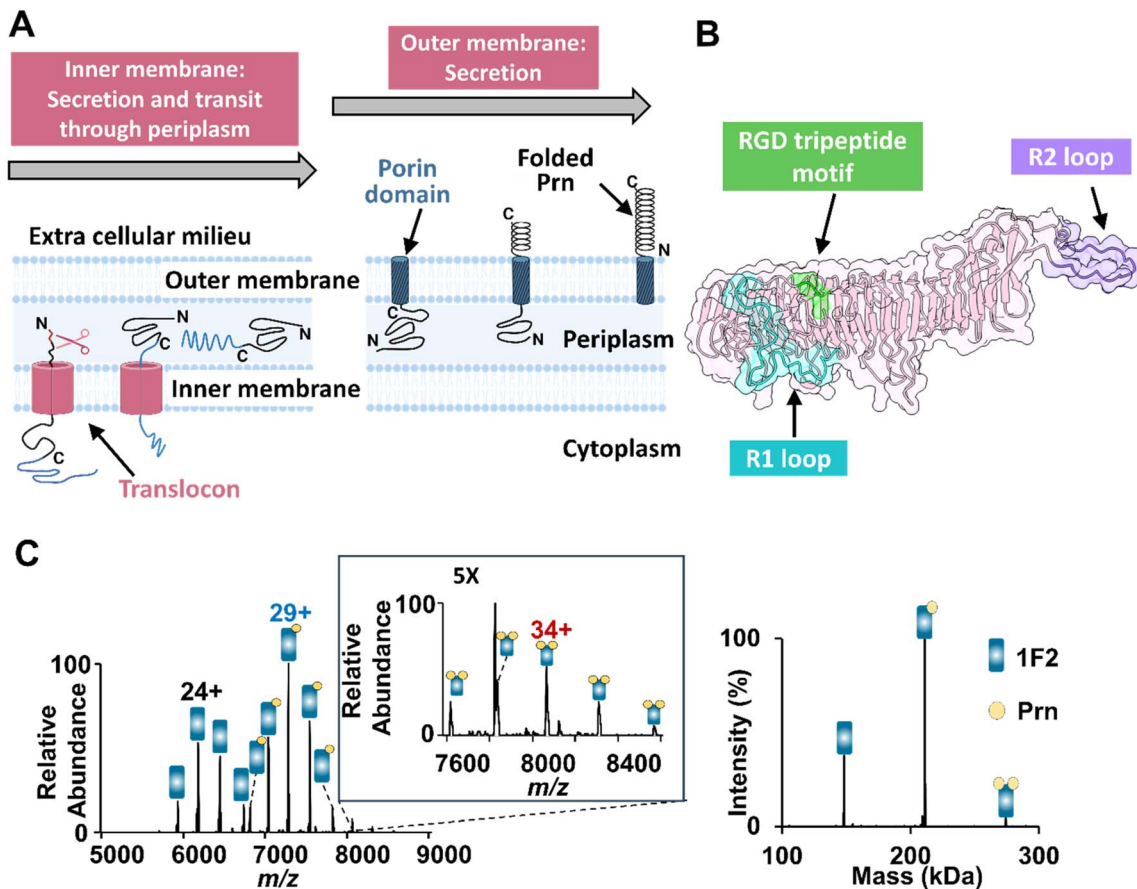 A
Inner membrane:
Secretion and transit
through periplasm
Outer membrane:
Secretion
Porin
domain
Folded
Prn
C
C
N
Extra cellular milieu
Outer membrane
N
C
N
C
N
C
N
N
Periplasm
Inner membrane
C
Cytoplasm
Translocon
B
RGD tripeptide
motif
R2 loop
R1 loop
C
29+
24+
100
Relative
Abundance
0
5000 6000 7000 8000 9000
m/z
5X
100
34+
Relative
Abundance
0
7600 8000 8400
m/z
100
Intensity (%)
0
100 200 300
Mass (kDa)
1F2
Prn